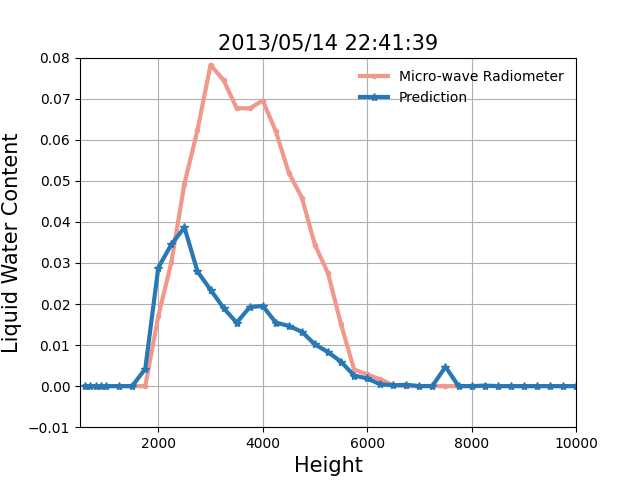 2013/05/14 22:41:39
Micro-wave Radiometer
Prediction
Liquid Water Content
0.08
0.07
0.06
0.05
0.04
0.03
0.02
0.01
0.00
−0.01
2000 4000 6000 8000 10000
Height